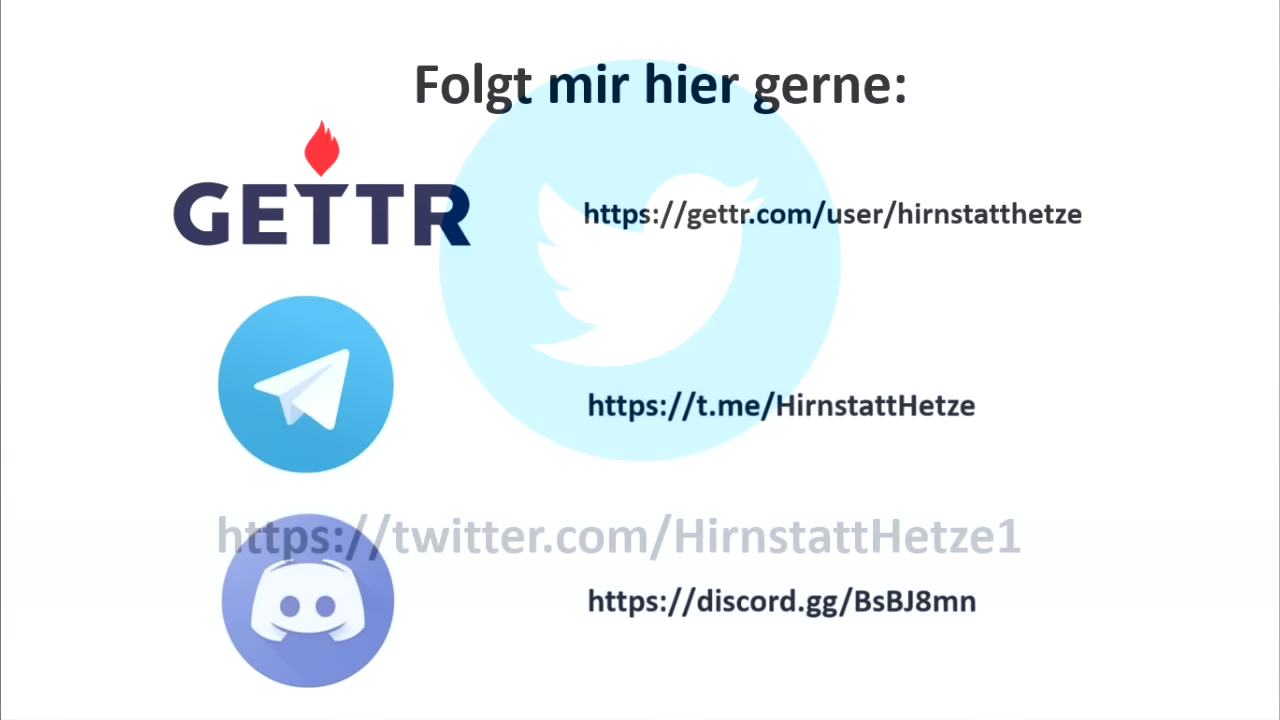 Folgt mir hier gerne:
GETTR
https://gettr.com/user/hirnstatthetze
https://t.me/HirnstattHetze
https://twitter.com/HirnstattHetze1
https://discord.gg/BsBJ8mn